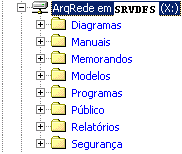 ArqRede em SRVDFS (X:)
Diagramas
Manuais
Memorandos
Modelos
Programas
Público
Relatórios
Segurança